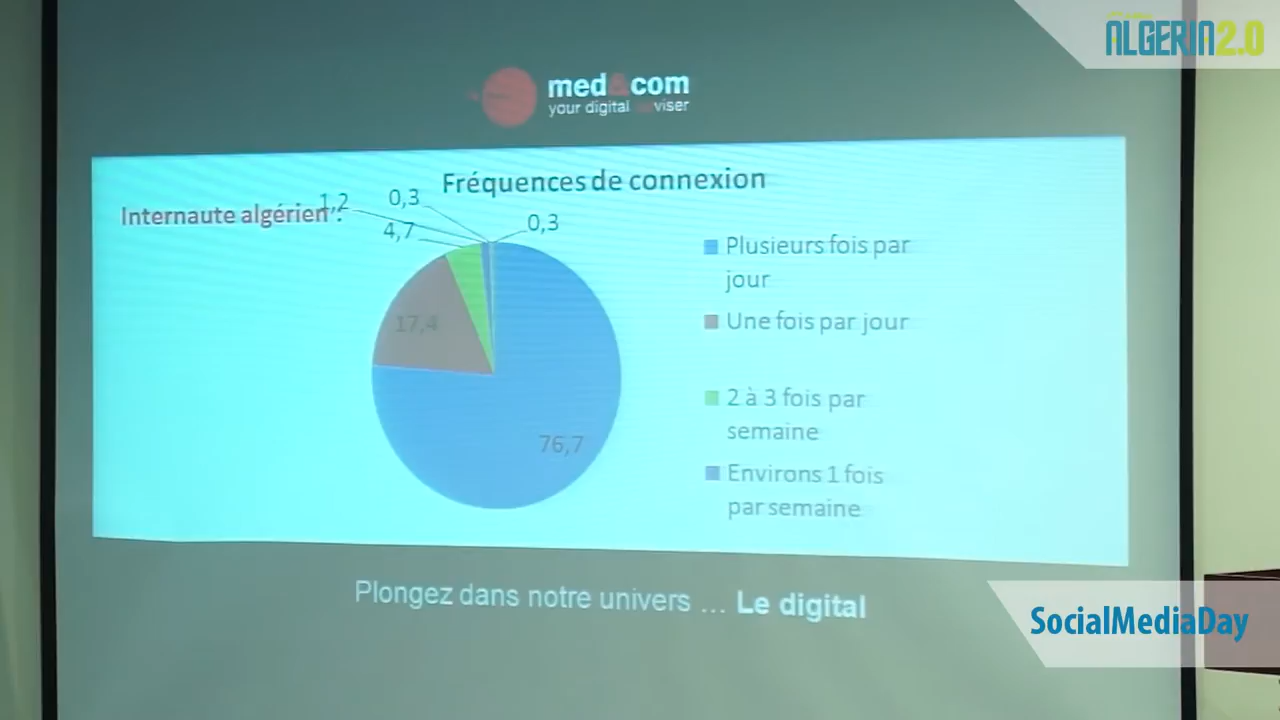 ALGERIA2.0
med&com
your digital adviser
Fréquences de connexion
Internaute algérien :
1,2
0,3
0,3
4,7
17,4
76,7
Plusieurs fois par
jour
Une fois par jour
2 à 3 fois par
semaine
Environs 1 fois
par semaine
Plongez dans notre univers ... Le digital
SocialMediaDay